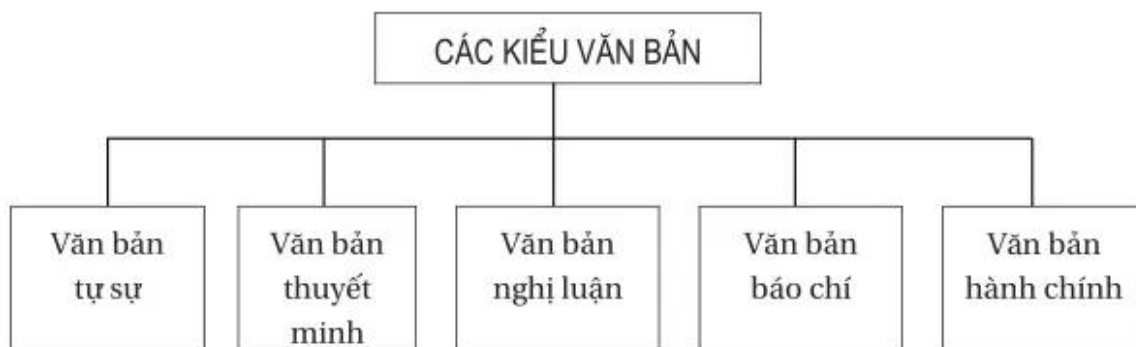 CÁC KIỂU VĂN BẢN
Văn bản
tự sự
Văn bản
thuyết
minh
Văn bản
nghị luận
Văn bản
báo chí
Văn bản
hành chính